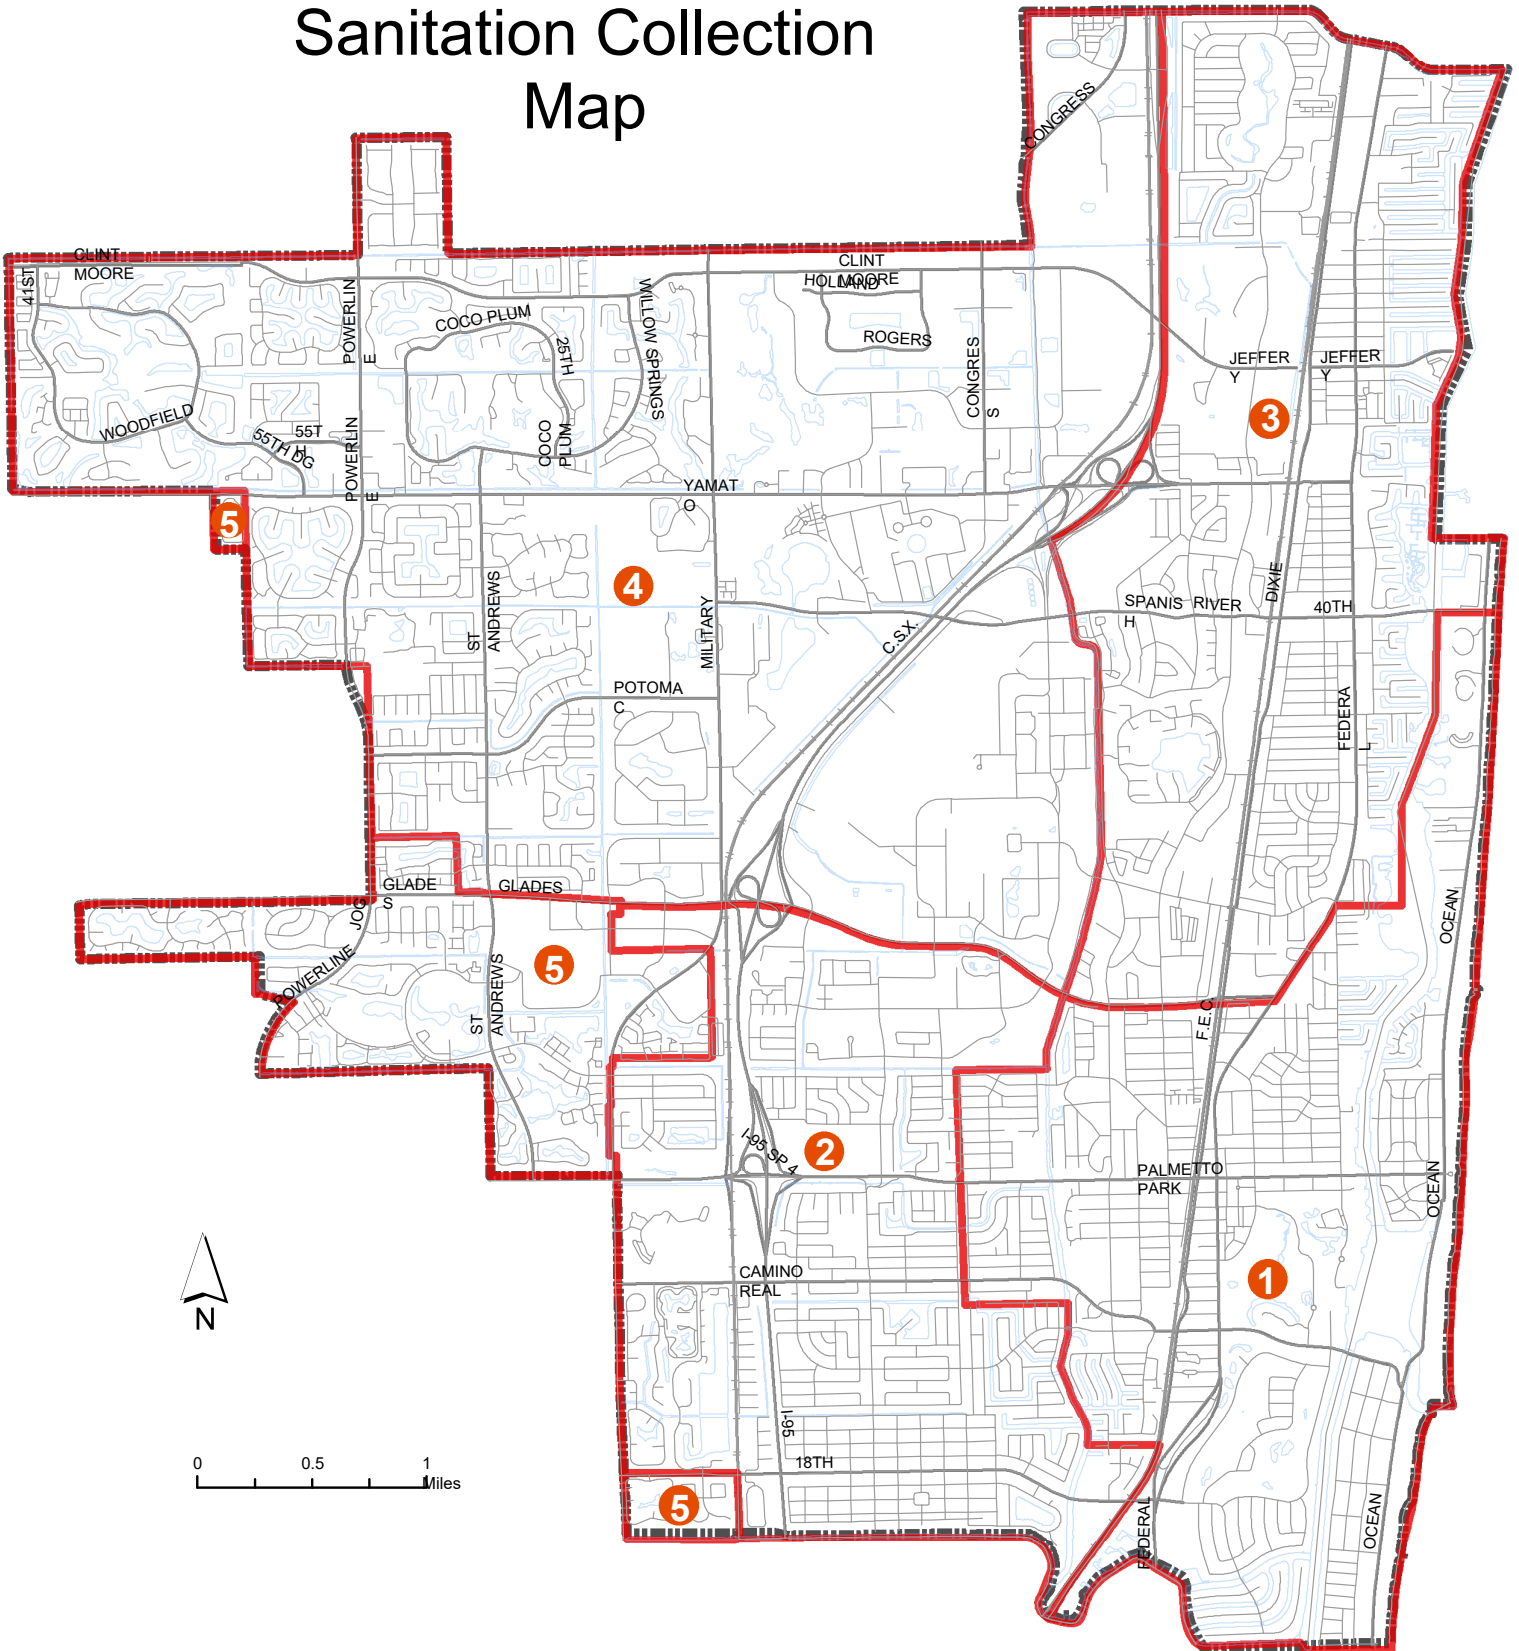 Sanitation Collection
Map
CONGRESS
CLINT
MOORE
41ST
POWERLIN
E
COCO PLUM
25TH
WILLOW SPRINGS
CLINT
MOORE
HOLLAND
ROGERS
CONGRES
S
JEFFER
Y
JEFFER
Y
3
WOODFIELD
55TH DG
55T
H
POWERLIN
E
COCO
PLUM
YAMAT
O
5
4
ST
ANDREWS
MILITARY
C.S.X.
SPANIS RIVER
H
DIXIE
40TH
POTOMA
C
FEDERA
L
GLADE
S
GLADES
JOG
POWERLINE
5
ST
ANDREWS
OCEAN
F.E.C.
I-95 SP 4
2
PALMETTO
PARK
OCEAN
N
CAMINO
REAL
1
I-95
18TH
0 0.5 1
Miles
5
FEDERAL
OCEAN